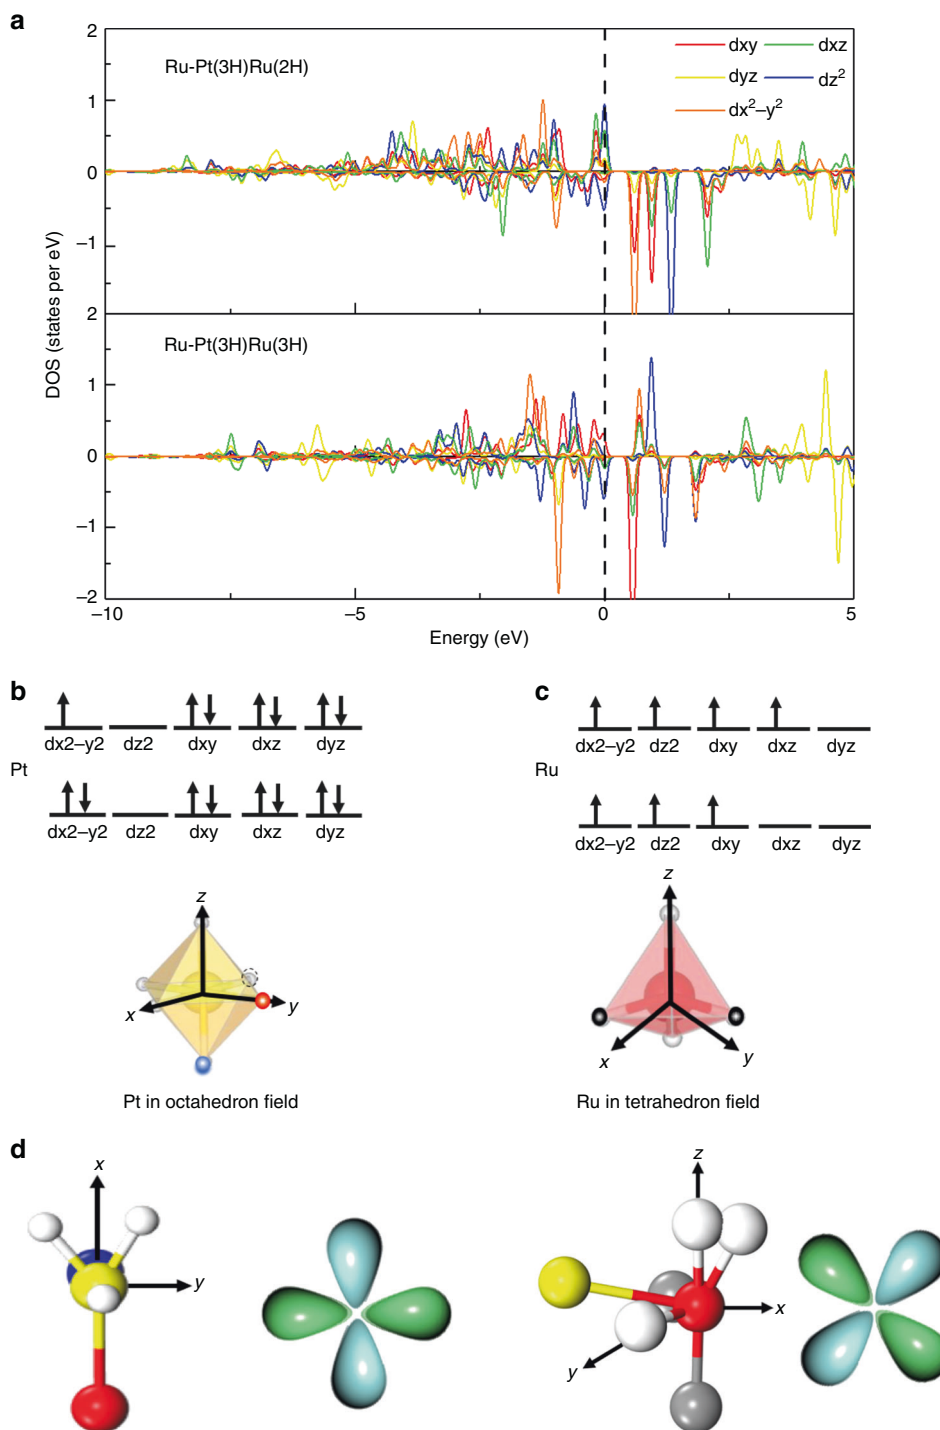 a
2
1
0
−1
2
1
0
−1
−2
DOS (states per eV)
Ru-Pt(3H)Ru(2H)
dxy dxz
dyz dz²
dx²−y²
Ru-Pt(3H)Ru(3H)
−10 −5 0 5
Energy (eV)
b
dx2−y2 dz2 dxy dxz dyz
Pt
dx2−y2 dz2 dxy dxz dyz
z
x y
Pt in octahedron field
c
dx2−y2 dz2 dxy dxz dyz
Ru
dx2−y2 dz2 dxy dxz dyz
z
x y
Ru in tetrahedron field
d
x
y
z
x
y